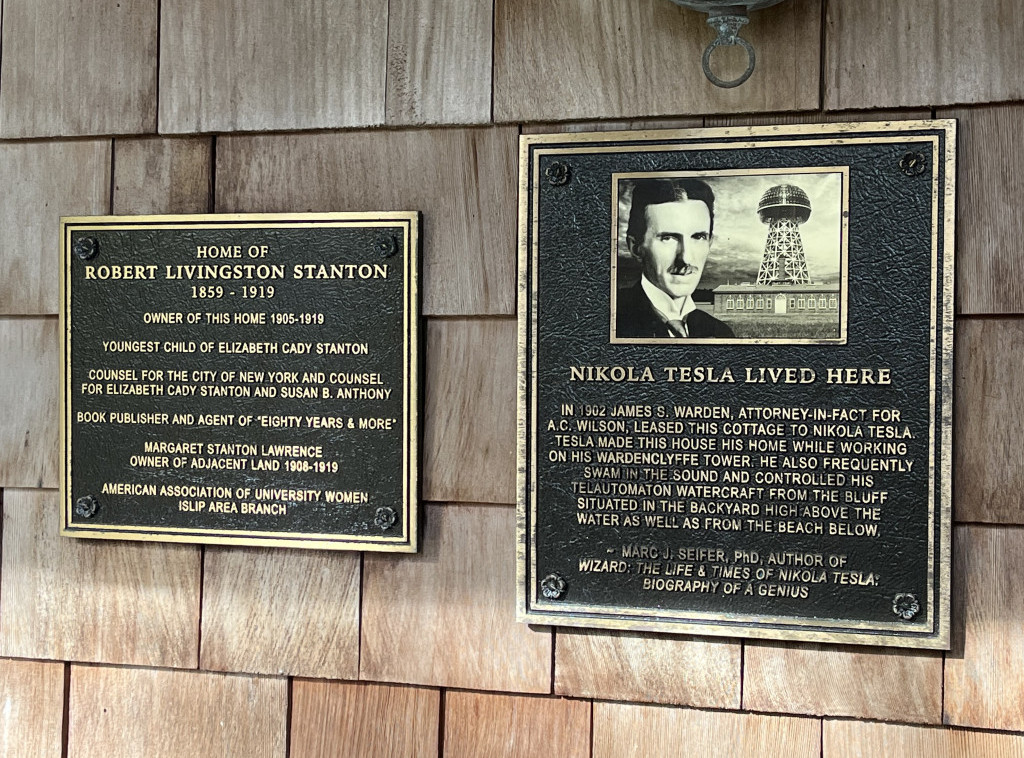 HOME OF
ROBERT LIVINGSTON STANTON
1859 - 1919
OWNER OF THIS HOME 1905-1919
YOUNGEST CHILD OF ELIZABETH CADY STANTON
COUNSEL FOR THE CITY OF NEW YORK AND COUNSEL
FOR ELIZABETH CADY STANTON AND SUSAN B. ANTHONY
BOOK PUBLISHER AND AGENT OF "EIGHTY YEARS & MORE"
MARGARET STANTON LAWRENCE
OWNER OF ADJACENT LAND 1908-1919
AMERICAN ASSOCIATION OF UNIVERSITY WOMEN
ISLIP AREA BRANCH
NIKOLA TESLA LIVED HERE
IN 1902 JAMES S. WARDEN, ATTORNEY-IN-FACT FOR
A.C. WILSON, LEASED THIS COTTAGE TO NIKOLA TESLA.
TESLA MADE THIS HOUSE HIS HOME WHILE WORKING
ON HIS WARDENCLYFFE TOWER. HE ALSO FREQUENTLY
SWAM IN THE SOUND AND CONTROLLED HIS
TELAUTOMATON WATERCRAFT FROM THE BLUFF
SITUATED IN THE BACKYARD HIGH ABOVE THE
WATER AS WELL AS FROM THE BEACH BELOW.
~ MARC J. SEIFER, PhD, AUTHOR OF
WIZARD: THE LIFE & TIMES OF NIKOLA TESLA:
BIOGRAPHY OF A GENIUS